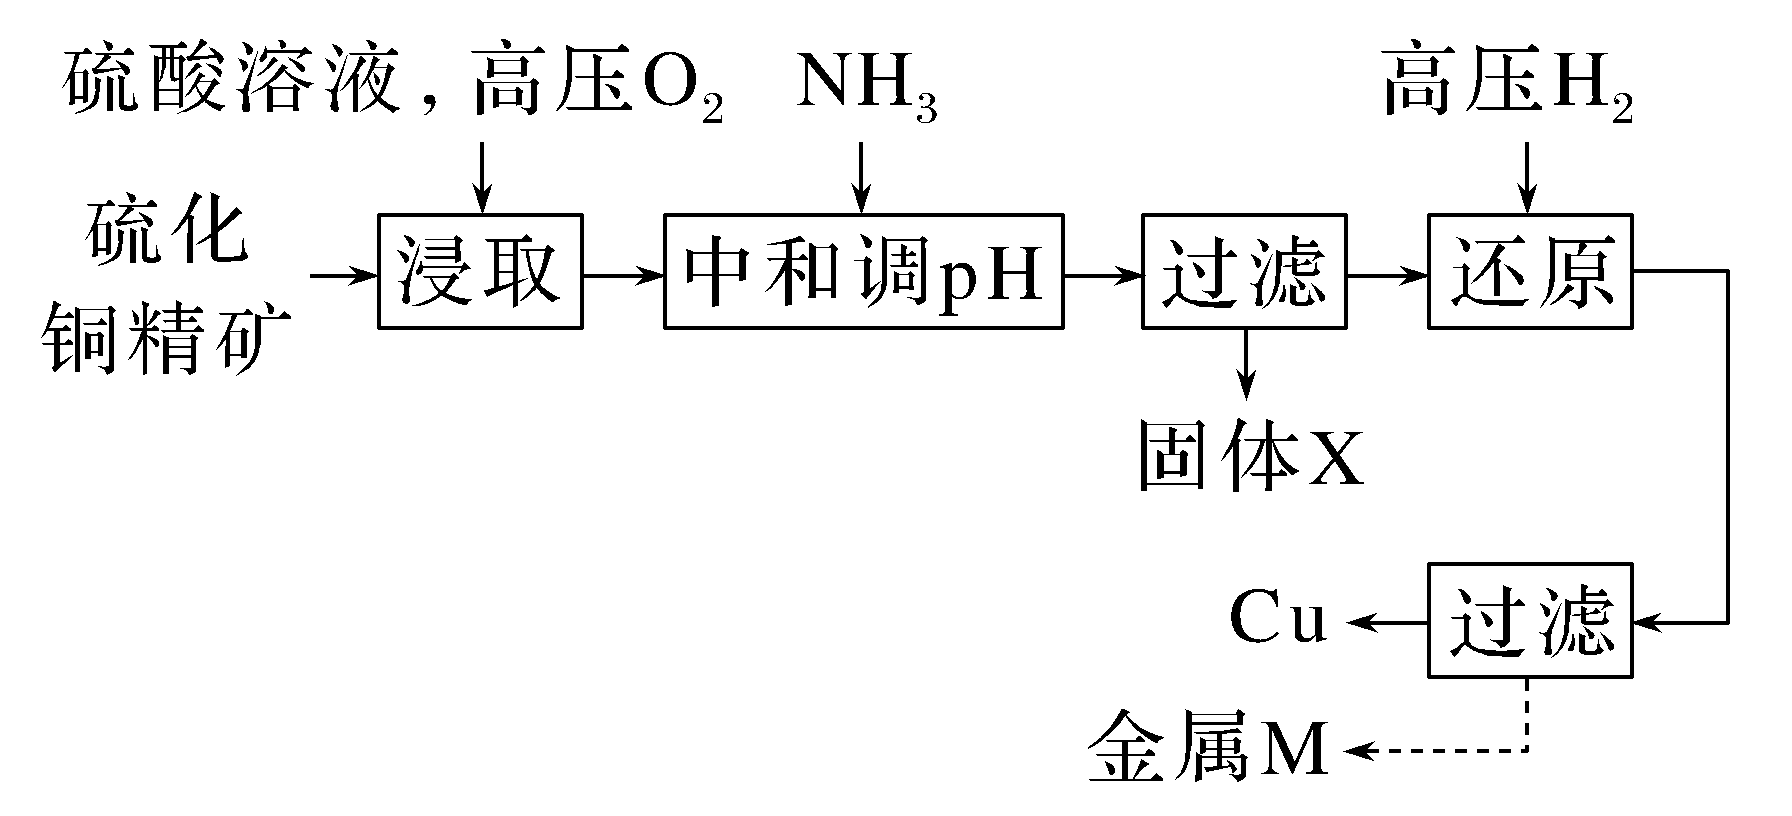 硫酸溶液，高压O₂
NH₃
高压H₂
硫化
铜精矿
浸取
中和调pH
过滤
还原
固体X
Cu
过滤
金属M